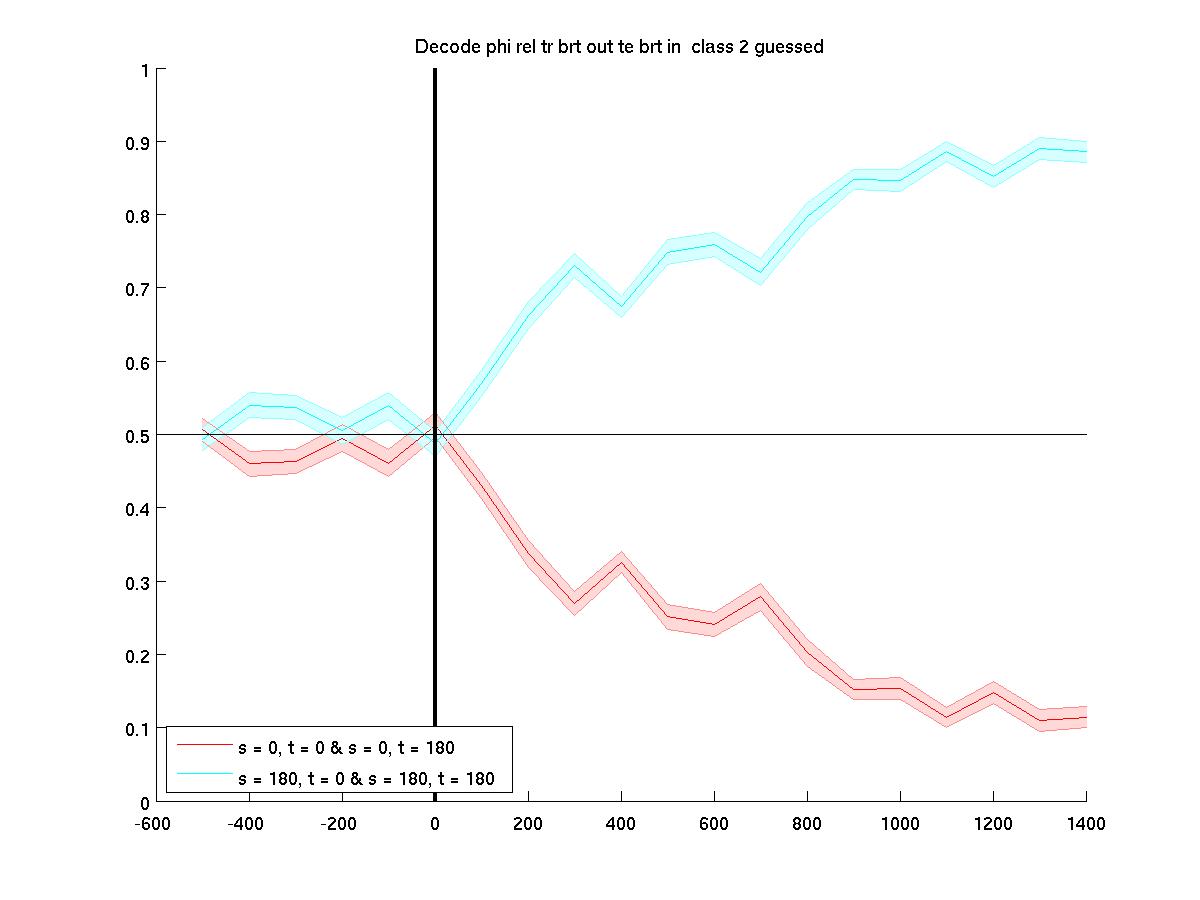 Decode phi rel tr brt out te brt in  class 2 guessed
1
0.9
0.8
0.7
0.6
0.5
0.4
0.3
0.2
0.1
0
s = 0, t = 0 & s = 0, t = 180
s = 180, t = 0 & s = 180, t = 180
-600 -400 -200 0 200 400 600 800 1000 1200 1400